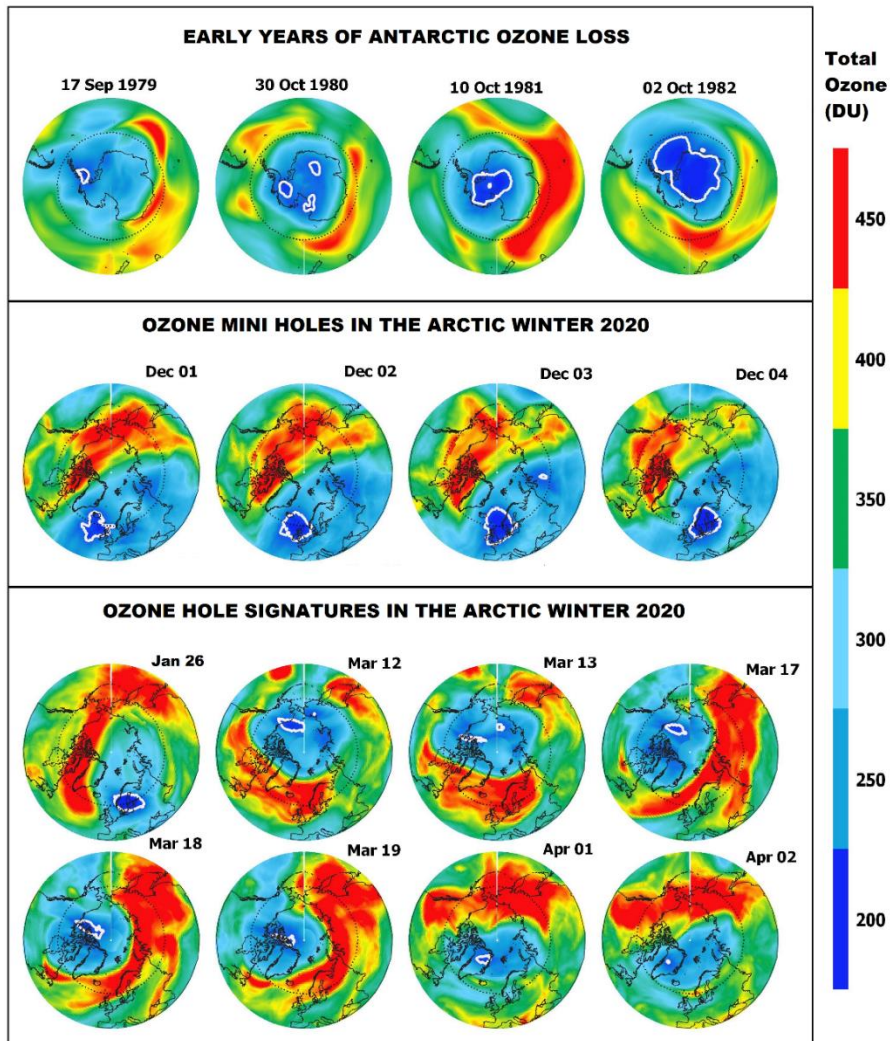 EARLY YEARS OF ANTARCTIC OZONE LOSS
17 Sep 1979
30 Oct 1980
10 Oct 1981
02 Oct 1982
OZONE MINI HOLES IN THE ARCTIC WINTER 2020
Dec 01
Dec 02
Dec 03
Dec 04
OZONE HOLE SIGNATURES IN THE ARCTIC WINTER 2020
Jan 26
Mar 12
Mar 13
Mar 17
Mar 18
Mar 19
Apr 01
Apr 02
Total
Ozone
(DU)
450
400
350
300
250
200